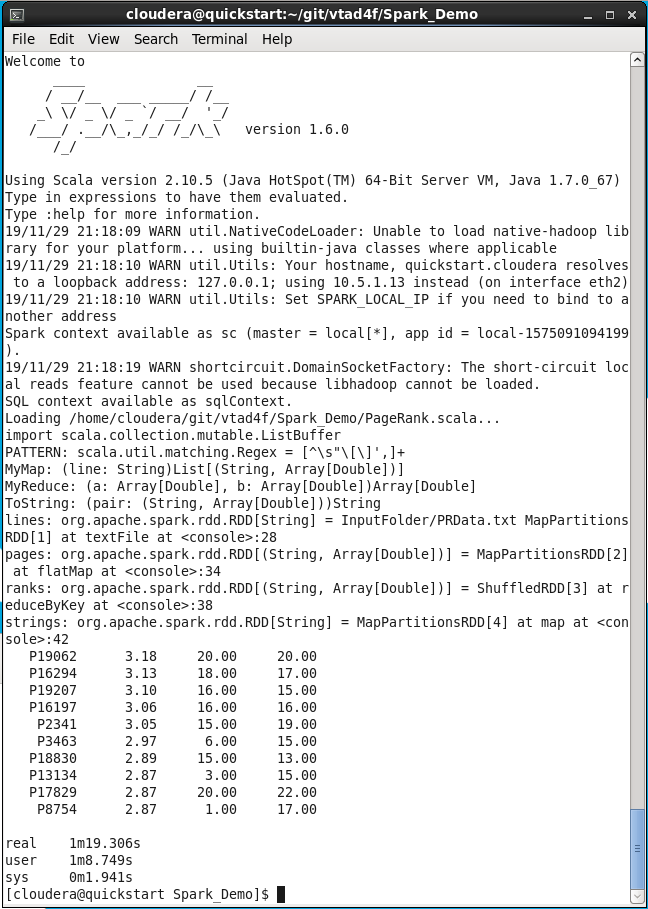 cloudera@quickstart:~/git/vtad4f/Spark_Demo
File Edit View Search Terminal Help
Welcome to
      ____              __
     / __/__  ___ _____/ /__
    _\ \/ _ \/ _ `/ __/  '_/
   /___/ .__/\_,_/_/ /_/\_\   version 1.6.0
      /_/
Using Scala version 2.10.5 (Java HotSpot(TM) 64-Bit Server VM, Java 1.7.0_67)
Type in expressions to have them evaluated.
Type :help for more information.
19/11/29 21:18:09 WARN util.NativeCodeLoader: Unable to load native-hadoop lib
rary for your platform... using builtin-java classes where applicable
19/11/29 21:18:10 WARN util.Utils: Your hostname, quickstart.cloudera resolves
 to a loopback address: 127.0.0.1; using 10.5.1.13 instead (on interface eth2)
19/11/29 21:18:10 WARN util.Utils: Set SPARK_LOCAL_IP if you need to bind to a
nother address
Spark context available as sc (master = local[*], app id = local-1575091094199
).
19/11/29 21:18:19 WARN shortcircuit.DomainSocketFactory: The short-circuit loc
al reads feature cannot be used because libhadoop cannot be loaded.
SQL context available as sqlContext.
Loading /home/cloudera/git/vtad4f/Spark_Demo/PageRank.scala...
import scala.collection.mutable.ListBuffer
PATTERN: scala.util.matching.Regex = [^\s"\[\]',]+
MyMap: (line: String)List[(String, Array[Double])]
MyReduce: (a: Array[Double], b: Array[Double])Array[Double]
ToString: (pair: (String, Array[Double]))String
lines: org.apache.spark.rdd.RDD[String] = InputFolder/PRData.txt MapPartitions
RDD[1] at textFile at <console>:28
pages: org.apache.spark.rdd.RDD[(String, Array[Double])] = MapPartitionsRDD[2]
 at flatMap at <console>:34
ranks: org.apache.spark.rdd.RDD[(String, Array[Double])] = ShuffledRDD[3] at r
educeByKey at <console>:38
strings: org.apache.spark.rdd.RDD[String] = MapPartitionsRDD[4] at map at <con
sole>:42
   P19062      3.18     20.00     20.00
   P16294      3.13     18.00     17.00
   P19207      3.10     16.00     15.00
   P16197      3.06     16.00     16.00
    P2341      3.05     15.00     19.00
    P3463      2.97      6.00     15.00
   P18830      2.89     15.00     13.00
   P13134      2.87      3.00     15.00
   P17829      2.87     20.00     22.00
    P8754      2.87      1.00     17.00
real    1m19.306s
user    1m8.749s
sys     0m1.941s
[cloudera@quickstart Spark_Demo]$